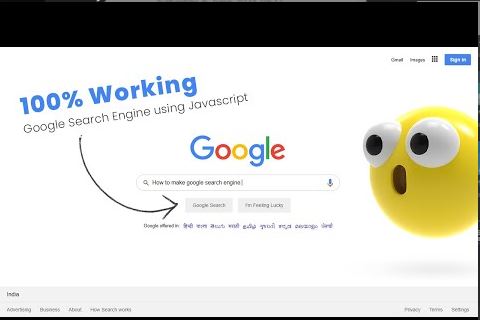 Gmail Images Sign in
100% Working
Google Search Engine using Javascript
Google
How to make google search engine
Google Search I'm Feeling Lucky
Google offered in: हिन्दी বাংলা తెలుగు मराठी தமிழ் ગુજરાતી ಕನ್ನಡ മലയാളം ਪੰਜਾਬੀ
India
Advertising Business About How Search works Privacy Terms Settings